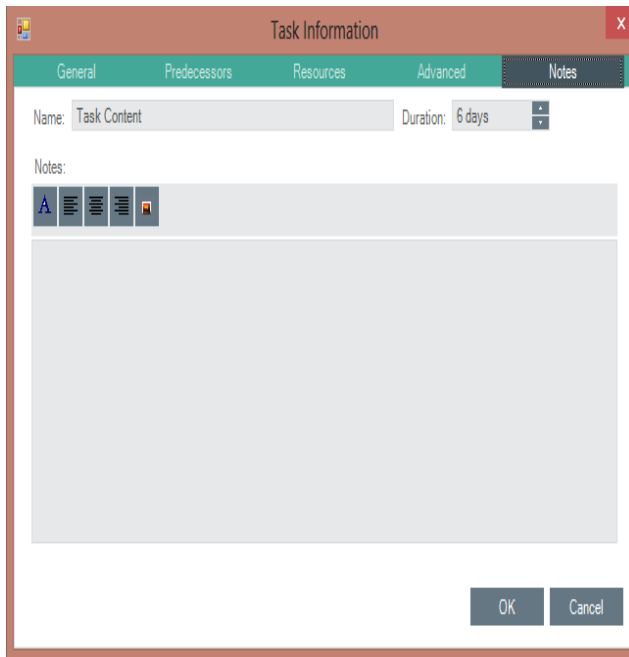 Task Information
x
General Predecessors Resources Advanced Notes
Name: Task Content Duration: 6 days
Notes:
A
OK Cancel